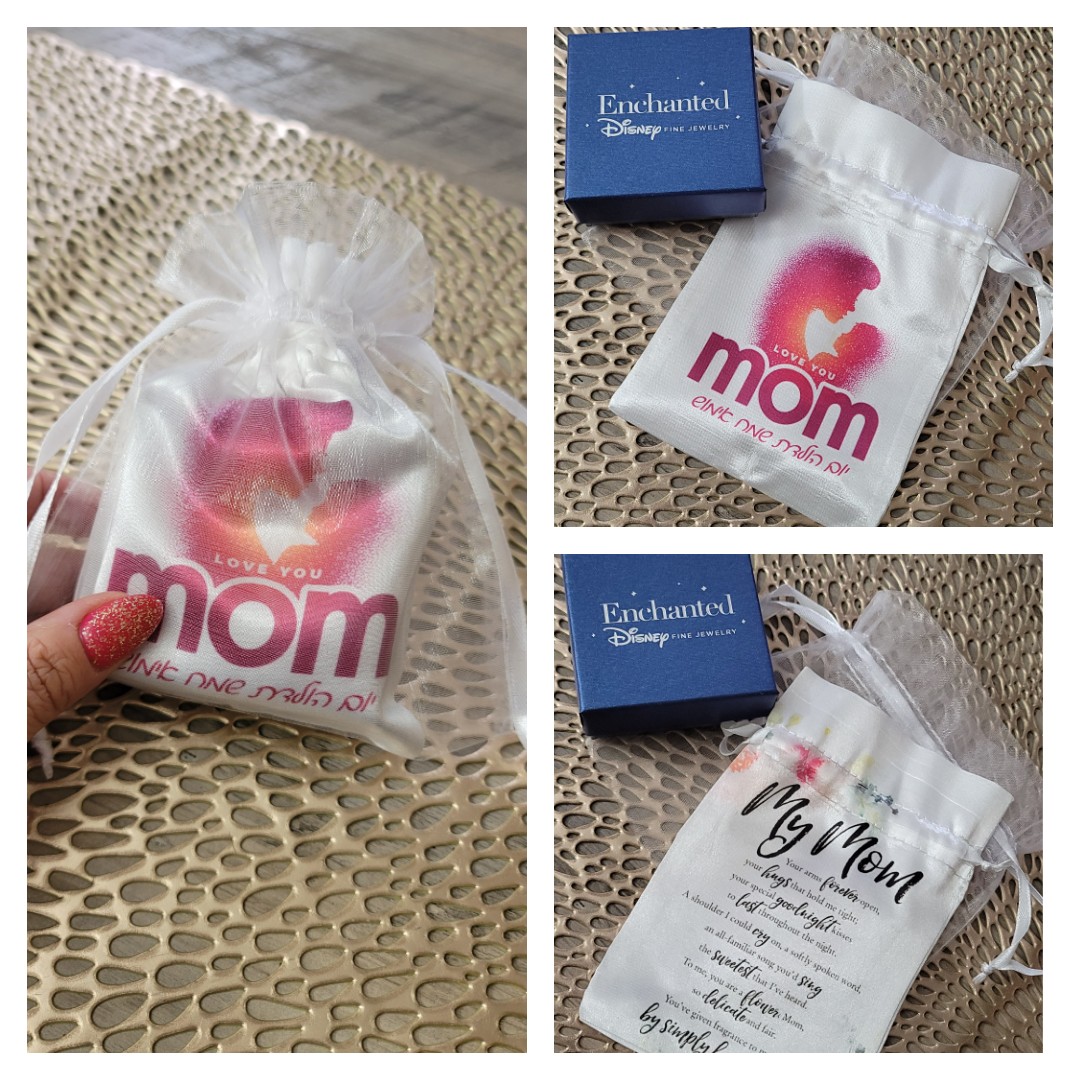 LOVE YOU
mom
יום הולדת שמח אימוש
Enchanted
Disney FINE JEWELRY
LOVE YOU
mom
יום הולדת שמח אימוש
Enchanted
Disney FINE JEWELRY
My Mom
Your arms forever open,
your hugs that hold me tight;
your special goodnight kisses
to last throughout the night.
A shoulder I could cry on, a softly spoken word,
an all-familiar song you'd sing
the sweetest that I've heard.
To me, you are a flower, Mom,
so delicate and fair.
You've given fragrance to
by simply